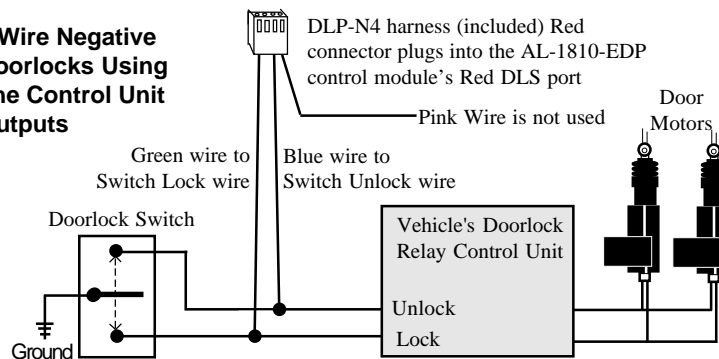 Wire Negative
oorlocks Using
e Control Unit
utputs
DLP-N4 harness (included) Red
connector plugs into the AL-1810-EDP
control module's Red DLS port
Pink Wire is not used
Door
Motors
Green wire to
Switch Lock wire
Blue wire to
Switch Unlock wire
Doorlock Switch
Vehicle's Doorlock
Relay Control Unit
Unlock
Lock
Ground